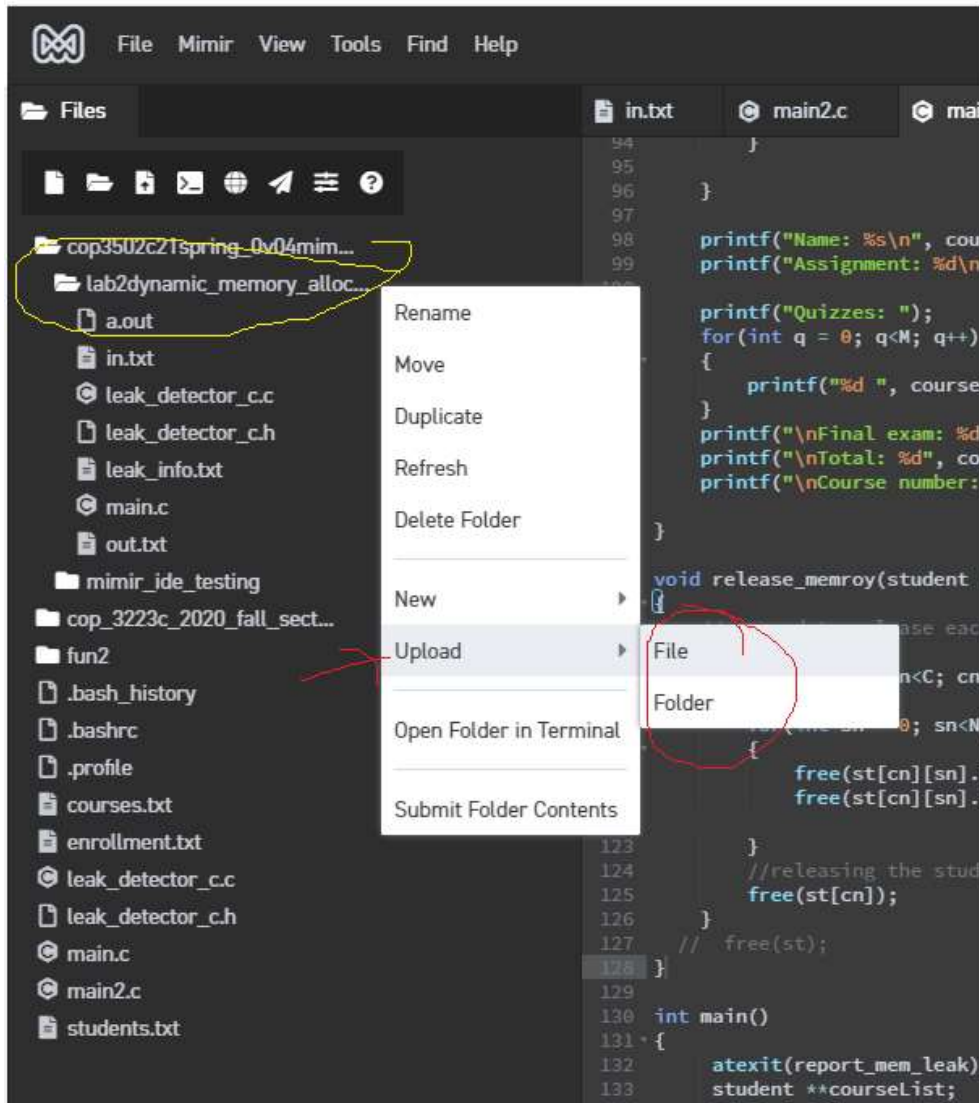 File Mimir View Tools Find Help
Files
in.txt main2.c
cop3502c21spring_0v04mim...
lab2dynamic_memory_alloc...
a.out
in.txt
leak_detector_c.c
leak_detector_c.h
leak_info.txt
main.c
out.txt
mimir_ide_testing
cop_3223c_2020_fall_sect...
fun2
.bash_history
.bashrc
.profile
courses.txt
enrollment.txt
leak_detector_c.c
leak_detector_c.h
main.c
main2.c
students.txt
Rename
Move
Duplicate
Refresh
Delete Folder
New
Upload
Open Folder in Terminal
Submit Folder Contents
File
Folder
94 }
95
96 }
97
98 printf("Name: %s\n", cou
99 printf("Assignment: %d\n
printf("Quizzes: ");
for(int q = 0; q<M; q++)
{
printf("%d ", course
}
printf("\nFinal exam: %d
printf("\nTotal: %d", co
printf("\nCourse number:
}
void release_memroy(student
{
ase eac
n<C; cn
0; sn<N
{
free(st[cn][sn].
free(st[cn][sn].
123 }
124 //releasing the stud
125 free(st[cn]);
126 }
127 // free(st);
128 }
129
130 int main()
131 {
132 atexit(report_mem_leak)
133 student **courseList;